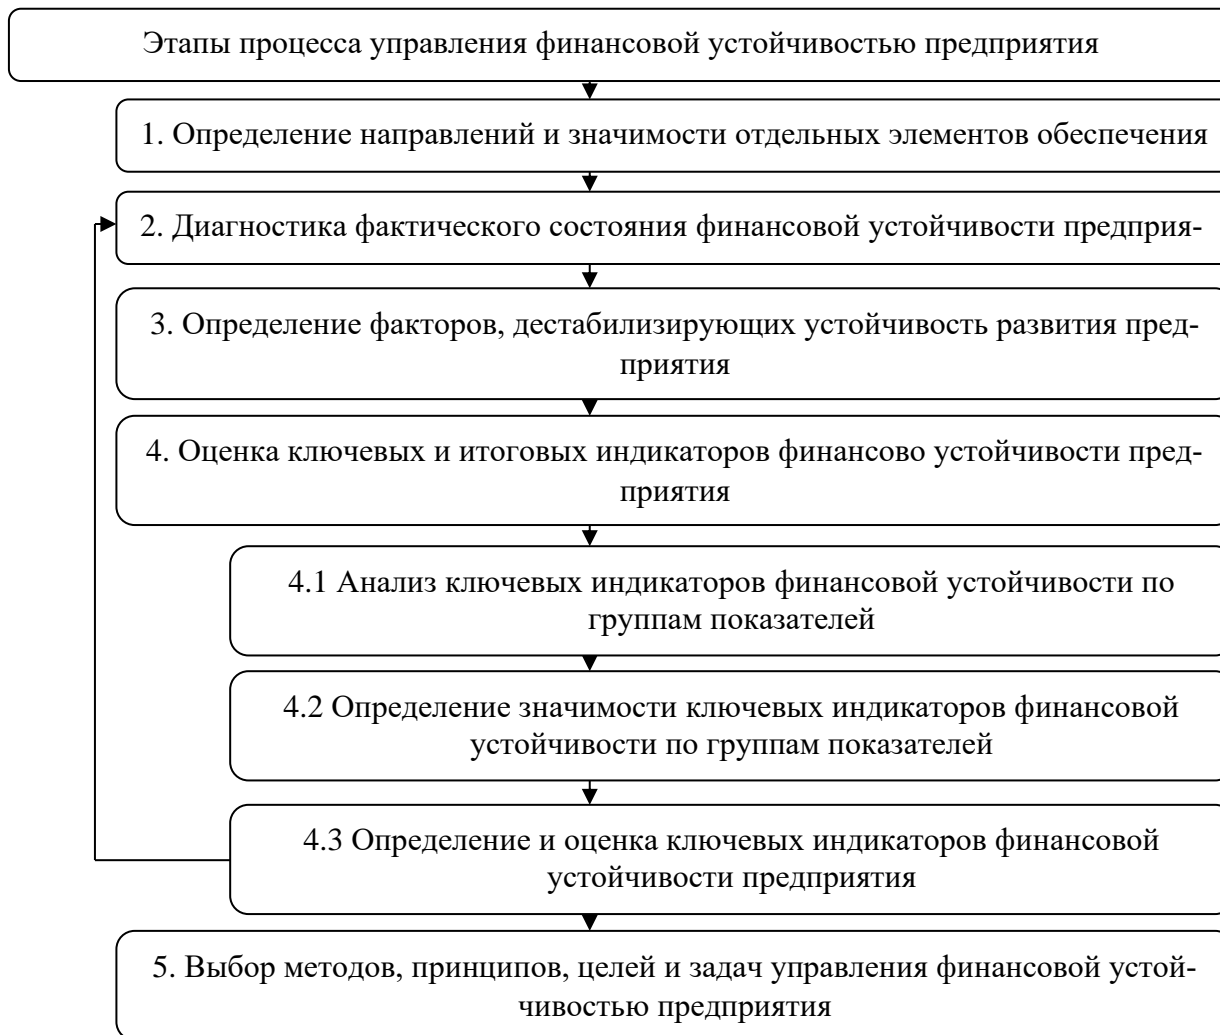 Этапы процесса управления финансовой устойчивостью предприятия
1. Определение направлений и значимости отдельных элементов обеспечения
2. Диагностика фактического состояния финансовой устойчивости предприя-
3. Определение факторов, дестабилизирующих устойчивость развития пред-
приятия
4. Оценка ключевых и итоговых индикаторов финансово устойчивости пред-
приятия
4.1 Анализ ключевых индикаторов финансовой устойчивости по
группам показателей
4.2 Определение значимости ключевых индикаторов финансовой
устойчивости по группам показателей
4.3 Определение и оценка ключевых индикаторов финансовой
устойчивости предприятия
5. Выбор методов, принципов, целей и задач управления финансовой устой-
чивостью предприятия